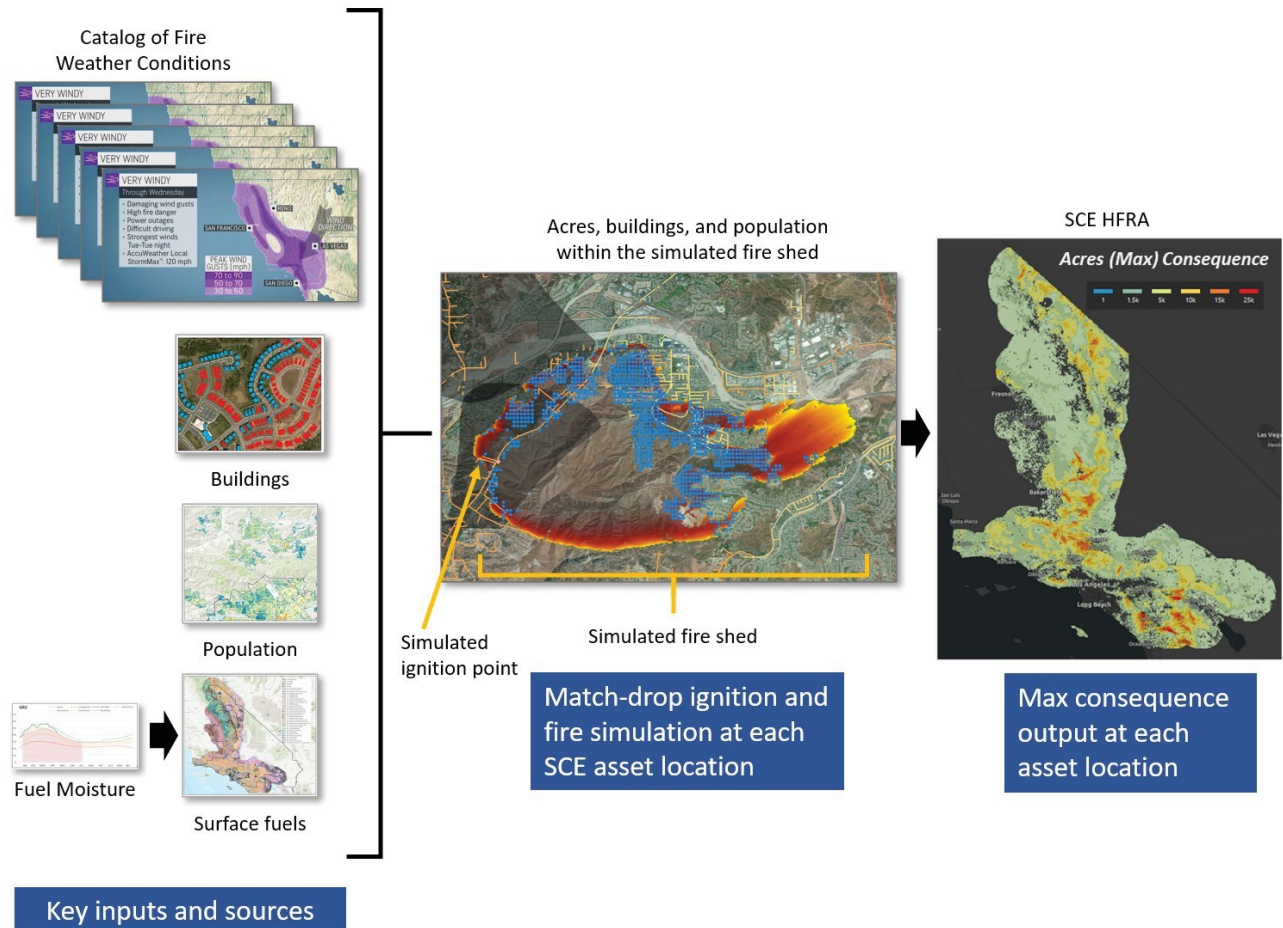 Catalog of Fire
Weather Conditions
VERY WINDY
VERY WINDY
VERY WINDY
VERY WINDY
VERY WINDY
Through Wednesday
- Damaging wind gusts
- High fire danger
- Power outages
- Difficult driving
- Strongest winds
Tue-Tue night
- AccuWeather Local
StormMax™: 120 mph
RENO
SAN FRANCISCO
WIND
DIRECTION
LAS VEGAS
PEAK WIND
GUSTS (mph)
70 to 90
50 to 70
30 to 50
SAN DIEGO
Buildings
Population
Fuel Moisture
Surface fuels
Key inputs and sources
Acres, buildings, and population
within the simulated fire shed
Simulated
ignition point
Simulated fire shed
Match-drop ignition and
fire simulation at each
SCE asset location
SCE HFRA
Acres (Max) Consequence
1 1.5k 5k 10k 15k 25k
Fresno
Las Vegas
Bakersfield
San Luis
Obispo
Santa Maria
Los Angeles
Long Beach
Max consequence
output at each
asset location